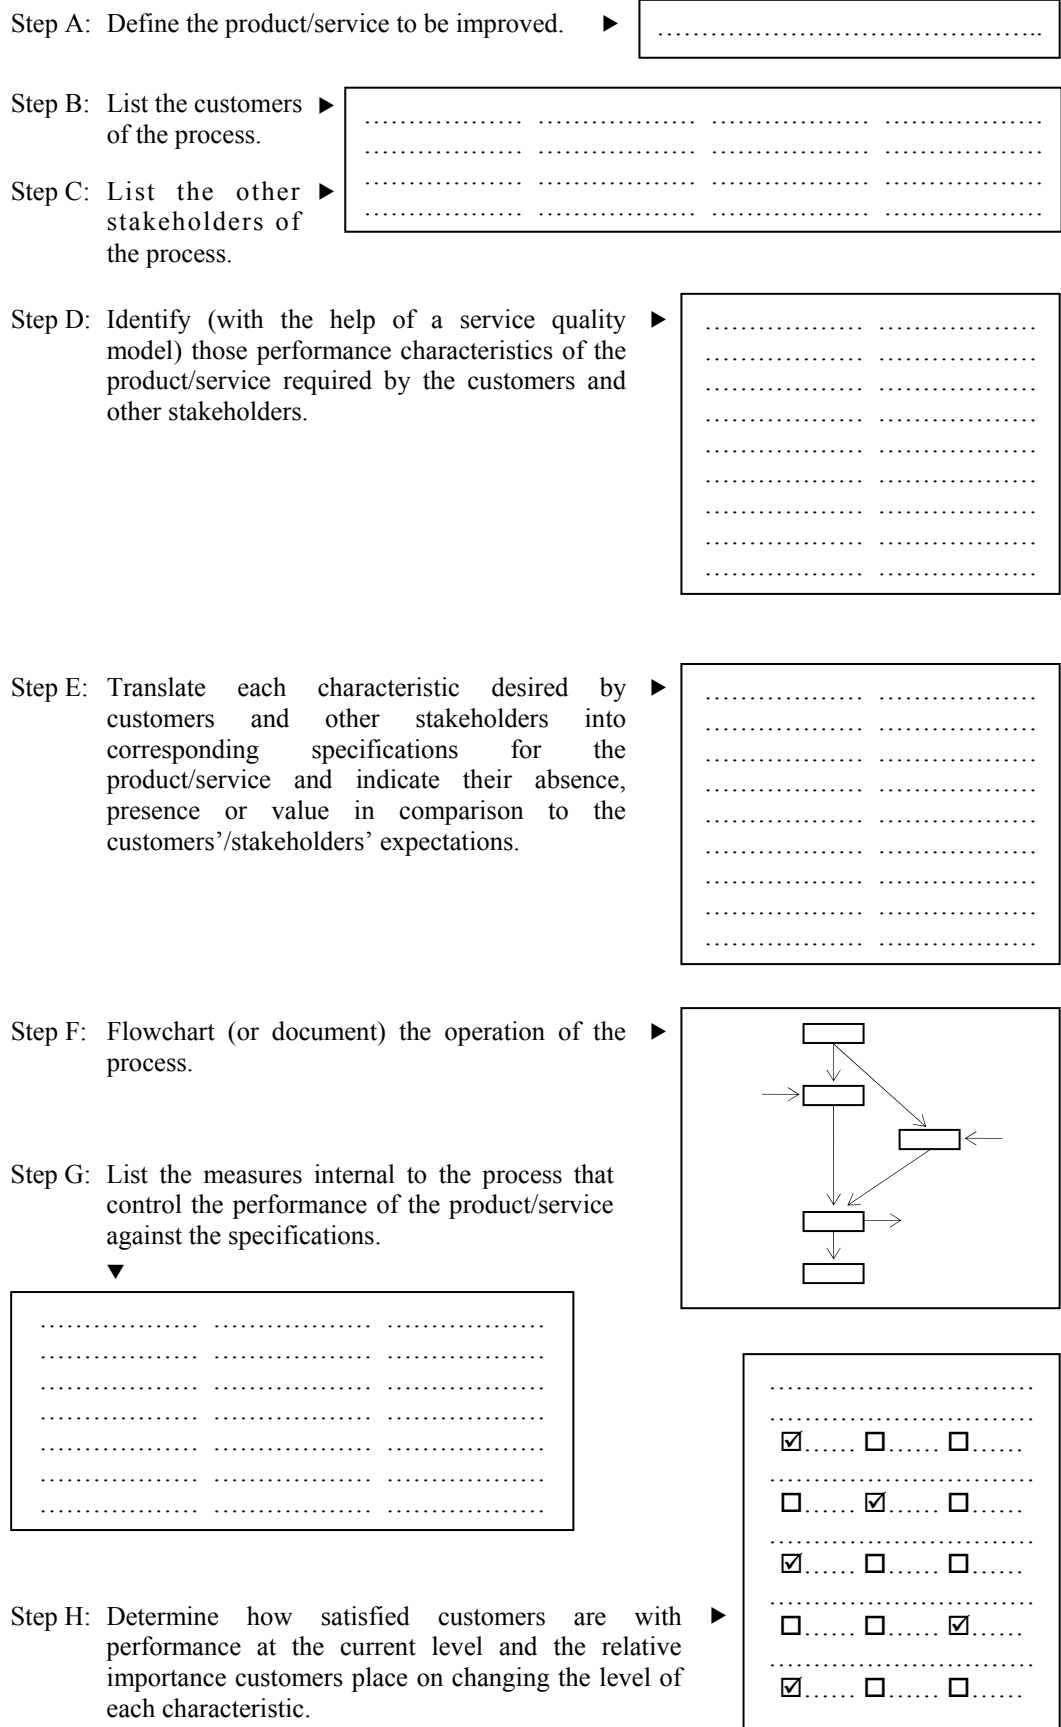 Step A: Define the product/service to be improved.
Step B: List the customers
of the process.
Step C: List the other
stakeholders of
the process.
Step D: Identify (with the help of a service quality
model) those performance characteristics of the
product/service required by the customers and
other stakeholders.
Step E: Translate each characteristic desired by
customers and other stakeholders into
corresponding specifications for the
product/service and indicate their absence,
presence or value in comparison to the
customers’/stakeholders’ expectations.
Step F: Flowchart (or document) the operation of the
process.
Step G: List the measures internal to the process that
control the performance of the product/service
against the specifications.
Step H: Determine how satisfied customers are with
performance at the current level and the relative
importance customers place on changing the level of
each characteristic.